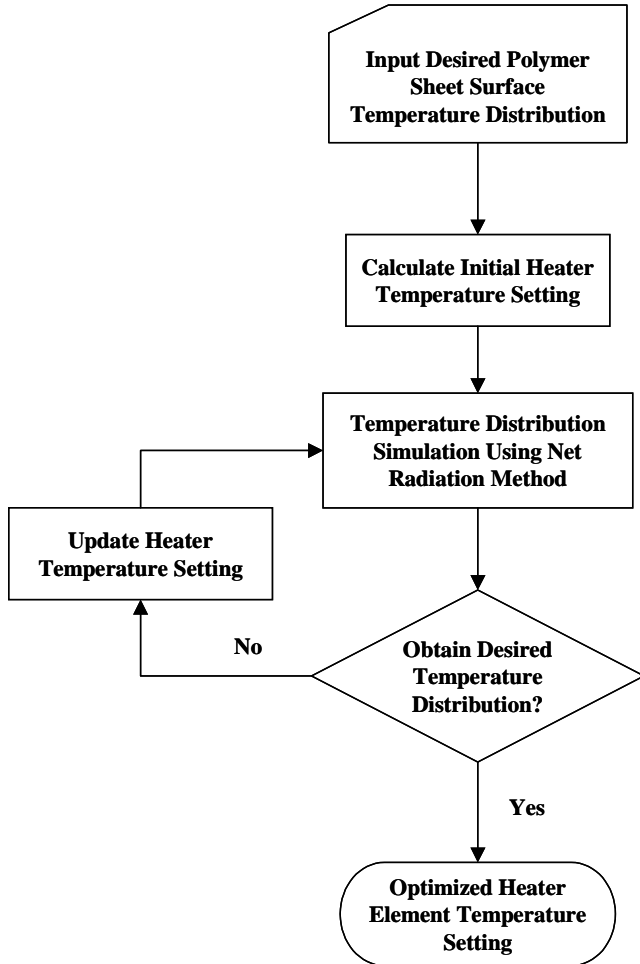 Input Desired Polymer
Sheet Surface
Temperature Distribution
Calculate Initial Heater
Temperature Setting
Temperature Distribution
Simulation Using Net
Radiation Method
Update Heater
Temperature Setting
No
Obtain Desired
Temperature
Distribution?
Yes
Optimized Heater
Element Temperature
Setting